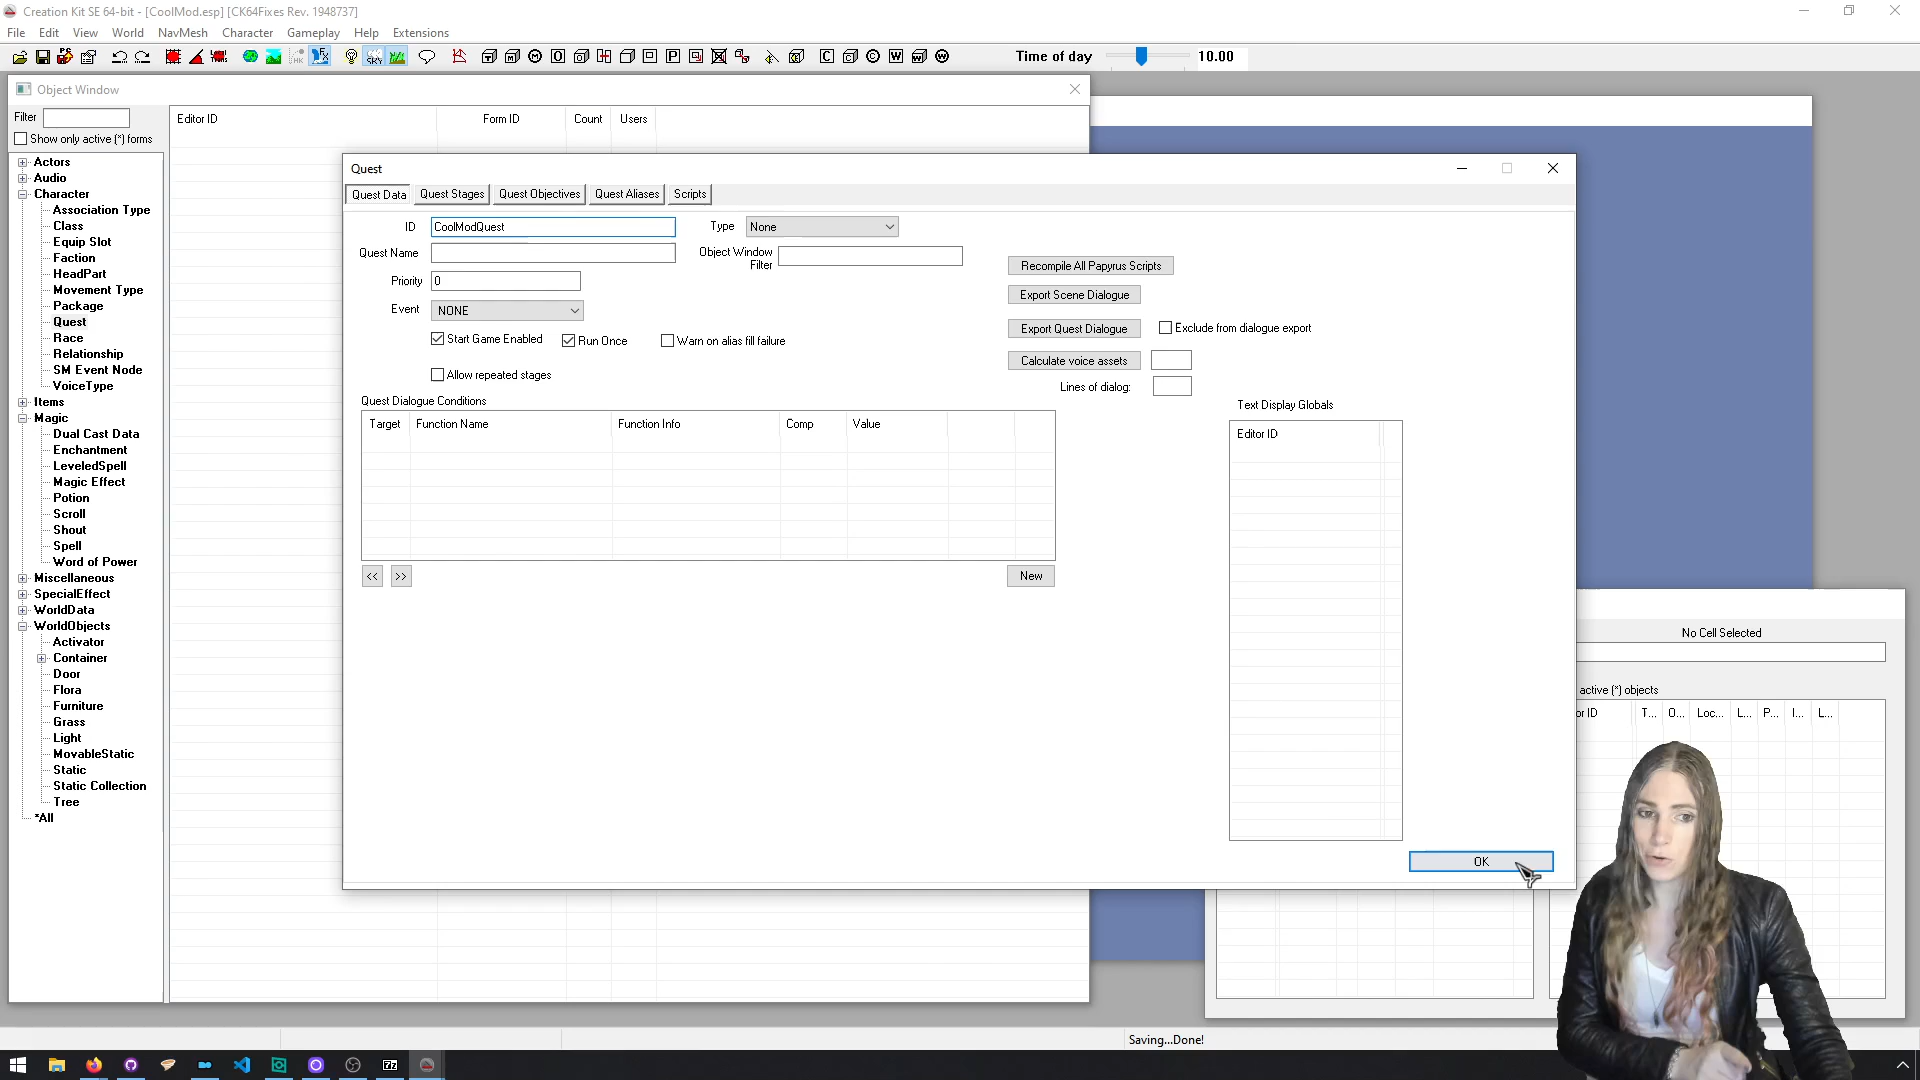 Creation Kit SE 64-bit - [CoolMod.esp] [CK64Fixes Rev. 1948737]
File Edit View World NavMesh Character Gameplay Help Extensions
Time of day 10.00
Object Window
Filter
Show only active (*) forms
Editor ID Form ID Count Users
Actors
Audio
Character
Association Type
Class
Equip Slot
Faction
HeadPart
Movement Type
Package
Quest
Race
Relationship
SM Event Node
VoiceType
Items
Magic
Dual Cast Data
Enchantment
LeveledSpell
Magic Effect
Potion
Scroll
Shout
Spell
Word of Power
Miscellaneous
SpecialEffect
WorldData
WorldObjects
Activator
Container
Door
Flora
Furniture
Grass
Light
MovableStatic
Static
Static Collection
Tree
*All
Quest
Quest Data Quest Stages Quest Objectives Quest Aliases Scripts
ID CoolModQuest Type None
Quest Name Object Window
Filter
Priority 0
Event NONE
Start Game Enabled Run Once Warn on alias fill failure
Allow repeated stages
Recompile All Papyrus Scripts
Export Scene Dialogue
Export Quest Dialogue Exclude from dialogue export
Calculate voice assets
Lines of dialog:
Quest Dialogue Conditions
Target Function Name Function Info Comp Value
<< >> New
Text Display Globals
Editor ID
OK
No Cell Selected
active (*) objects
or ID T... O... Loc... L... P... I... L...
Saving...Done!